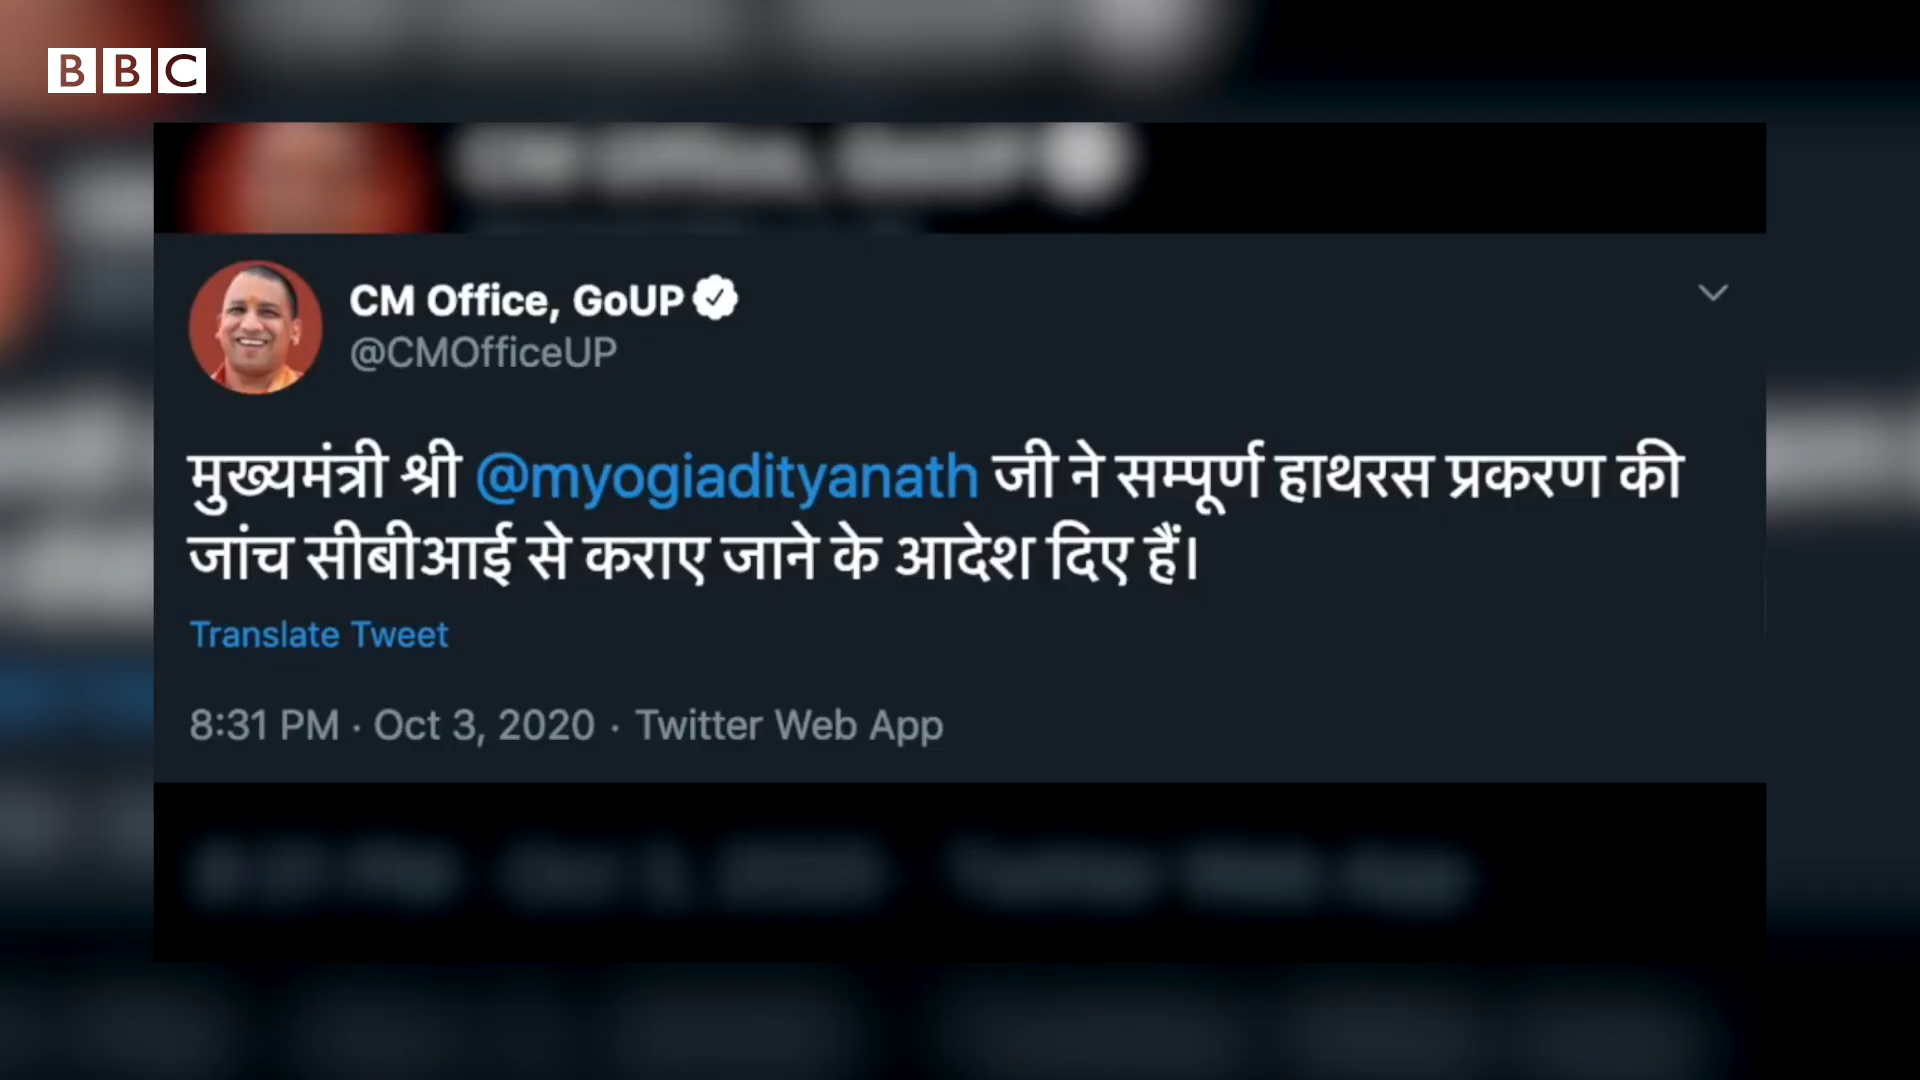 BBC
CM Office, GoUP
@CMOfficeUP
मुख्यमंत्री श्री @myogiadityanath जी ने सम्पूर्ण हाथरस प्रकरण की
जांच सीबीआई से कराए जाने के आदेश दिए हैं।
Translate Tweet
8:31 PM · Oct 3, 2020 · Twitter Web App